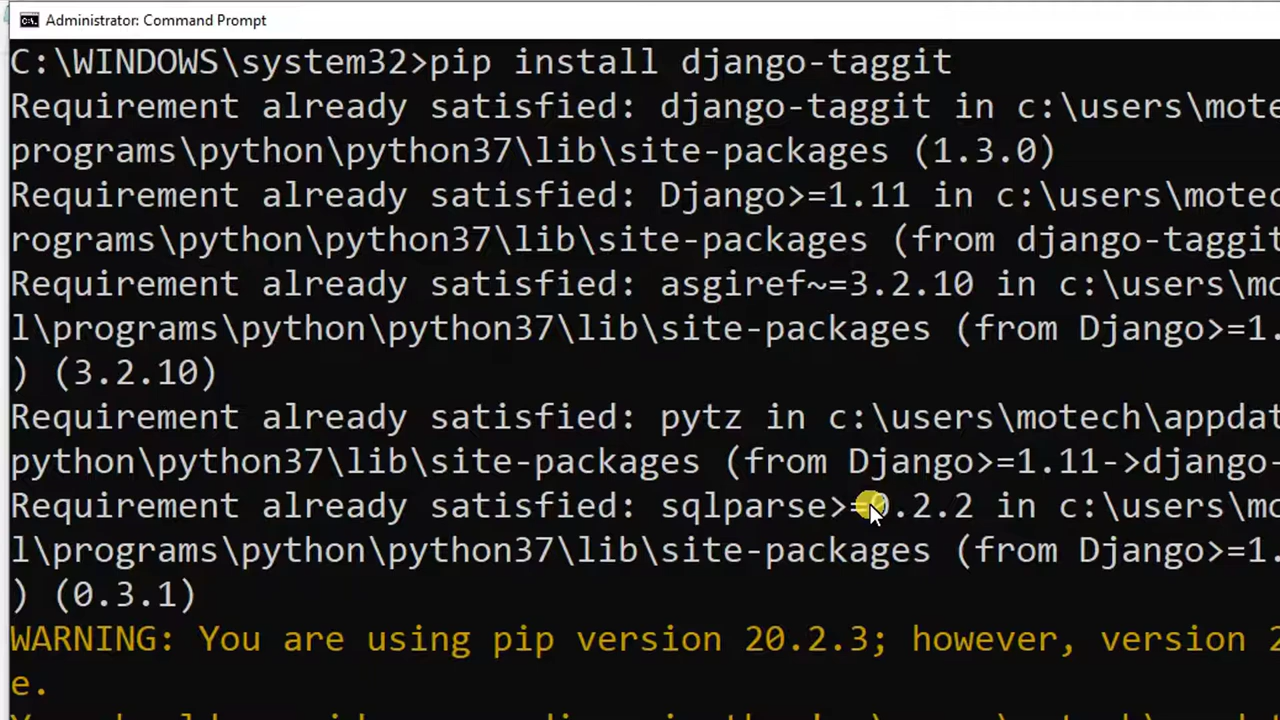 Administrator: Command Prompt
C:\WINDOWS\system32>pip install django-taggit
Requirement already satisfied: django-taggit in c:\users\mote
programs\python\python37\lib\site-packages (1.3.0)
Requirement already satisfied: Django>=1.11 in c:\users\motec
rograms\python\python37\lib\site-packages (from django-taggit
Requirement already satisfied: asgiref~=3.2.10 in c:\users\mo
l\programs\python\python37\lib\site-packages (from Django>=1.
) (3.2.10)
Requirement already satisfied: pytz in c:\users\motech\appdat
python\python37\lib\site-packages (from Django>=1.11->django-
Requirement already satisfied: sqlparse>=0.2.2 in c:\users\mo
l\programs\python\python37\lib\site-packages (from Django>=1.
) (0.3.1)
WARNING: You are using pip version 20.2.3; however, version 2
e.